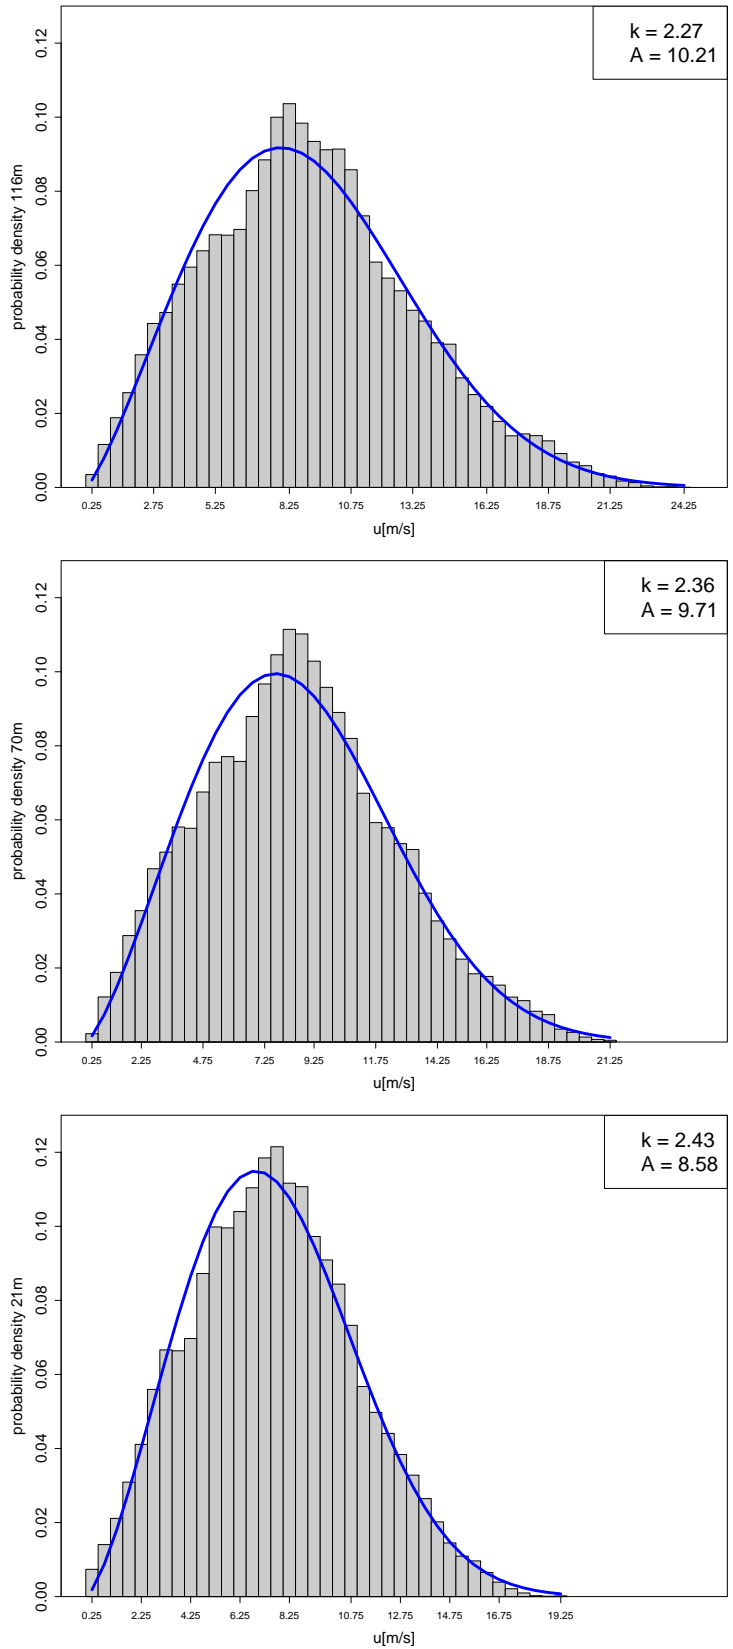 k = 2.27
A = 10.21
probability density 116m
0.12
0.10
0.08
0.06
0.04
0.02
0.00
0.25 2.75 5.25 8.25 10.75 13.25 16.25 18.75 21.25 24.25
u[m/s]
k = 2.36
A = 9.71
probability density 70m
0.12
0.10
0.08
0.06
0.04
0.02
0.00
0.25 2.25 4.75 7.25 9.25 11.75 14.25 16.25 18.75 21.25
u[m/s]
k = 2.43
A = 8.58
probability density 21m
0.12
0.10
0.08
0.06
0.04
0.02
0.00
0.25 2.25 4.25 6.25 8.25 10.75 12.75 14.75 16.75 19.25
u[m/s]